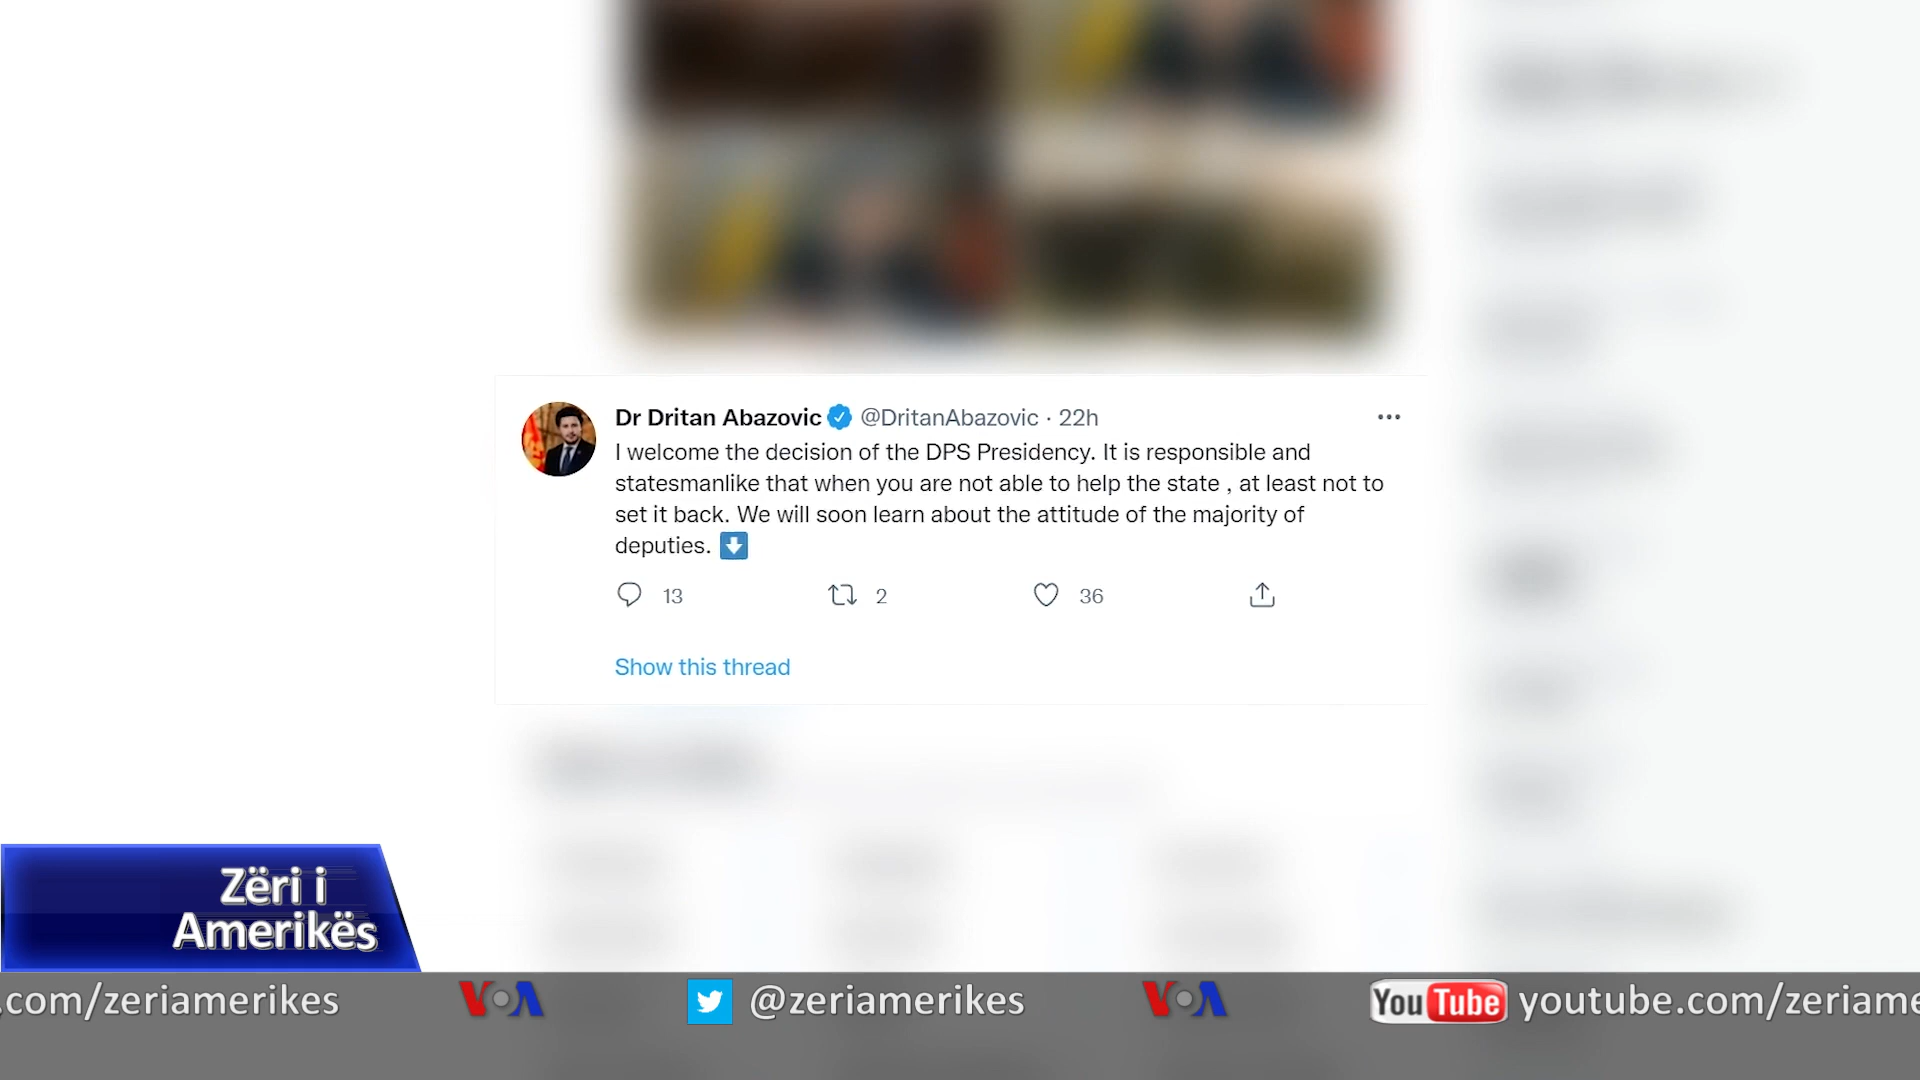 Dr Dritan Abazovic @DritanAbazovic · 22h
I welcome the decision of the DPS Presidency. It is responsible and
statesmanlike that when you are not able to help the state , at least not to
set it back. We will soon learn about the attitude of the majority of
deputies.
13 2 36
Show this thread
Zëri i
Amerikës
.com/zeriamerikes VOA @zeriamerikes VOA YouTube youtube.com/zeriame